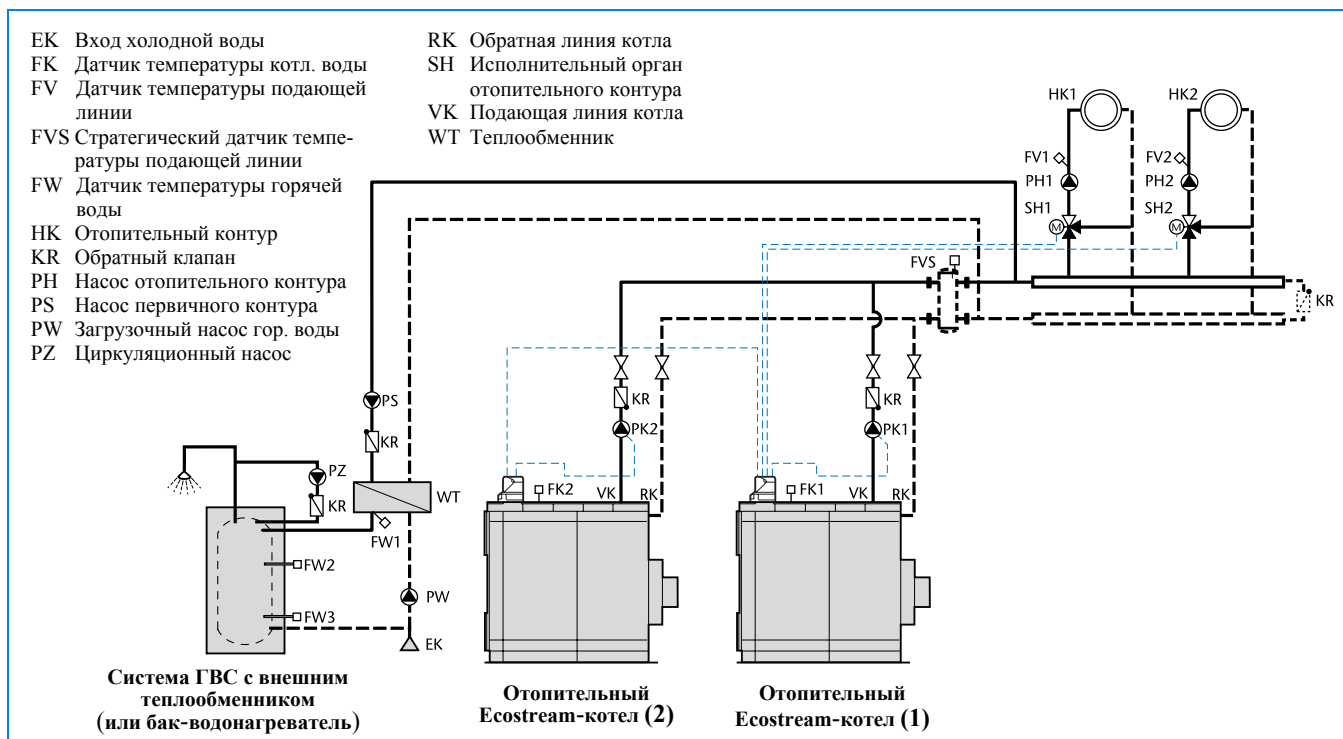 EK Вход холодной воды
FK Датчик температуры котл. воды
FV Датчик температуры подающей
линии
FVS Стратегический датчик темпе-
ратуры подающей линии
FW Датчик температуры горячей
воды
HK Отопительный контур
KR Обратный клапан
PH Насос отопительного контура
PS Насос первичного контура
PW Загрузочный насос гор. воды
PZ Циркуляционный насос
RK Обратная линия котла
SH Исполнительный орган
отопительного контура
VK Подающая линия котла
WT Теплообменник
HK1
HK2
FV1
FV2
PH1
PH2
SH1
SH2
M
M
FVS
KR
PS
KR
KR
KR
PK2
PK1
PZ
KR
WT
FK2
VK
RK
FK1
VK
RK
FW1
FW2
PW
FW3
EK
Система ГВС с внешним
теплообменником
(или бак-водонагреватель)
Отопительный
Ecostream-котел (2)
Отопительный
Ecostream-котел (1)